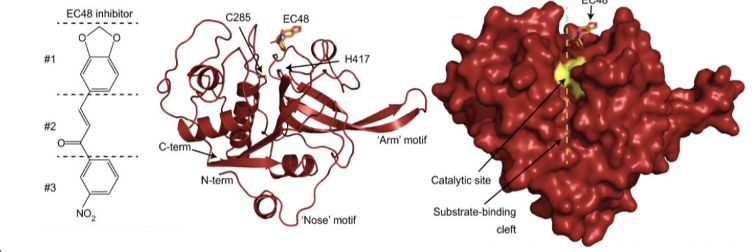 EC48 inhibitor
#1
#2
#3
O
O
O
NO2
C285
EC48
H417
C-term
N-term
'Arm' motif
'Nose' motif
EC48
Catalytic site
Substrate-binding
cleft